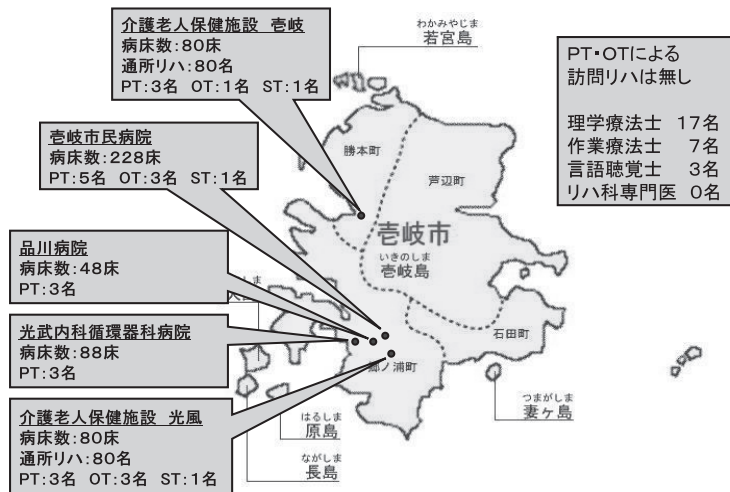 介護老人保健施設 壱岐
病床数:80床
通所リハ:80名
PT:3名 OT:1名 ST:1名
壱岐市民病院
病床数:228床
PT:5名 OT:3名 ST:1名
品川病院
病床数:48床
PT:3名
光武内科循環器科病院
病床数:88床
PT:3名
介護老人保健施設 光風
病床数:80床
通所リハ:80名
PT:3名 OT:3名 ST:1名
わかみやじま
若宮島
勝本町
芦辺町
壱岐市
いきのしま
壱岐島
石田町
郷ノ浦町
つまがしま
妻ヶ島
はるしま
原島
ながしま
長島
PT・OTによる
訪問リハは無し
理学療法士 17名
作業療法士 7名
言語聴覚士 3名
リハ科専門医 0名